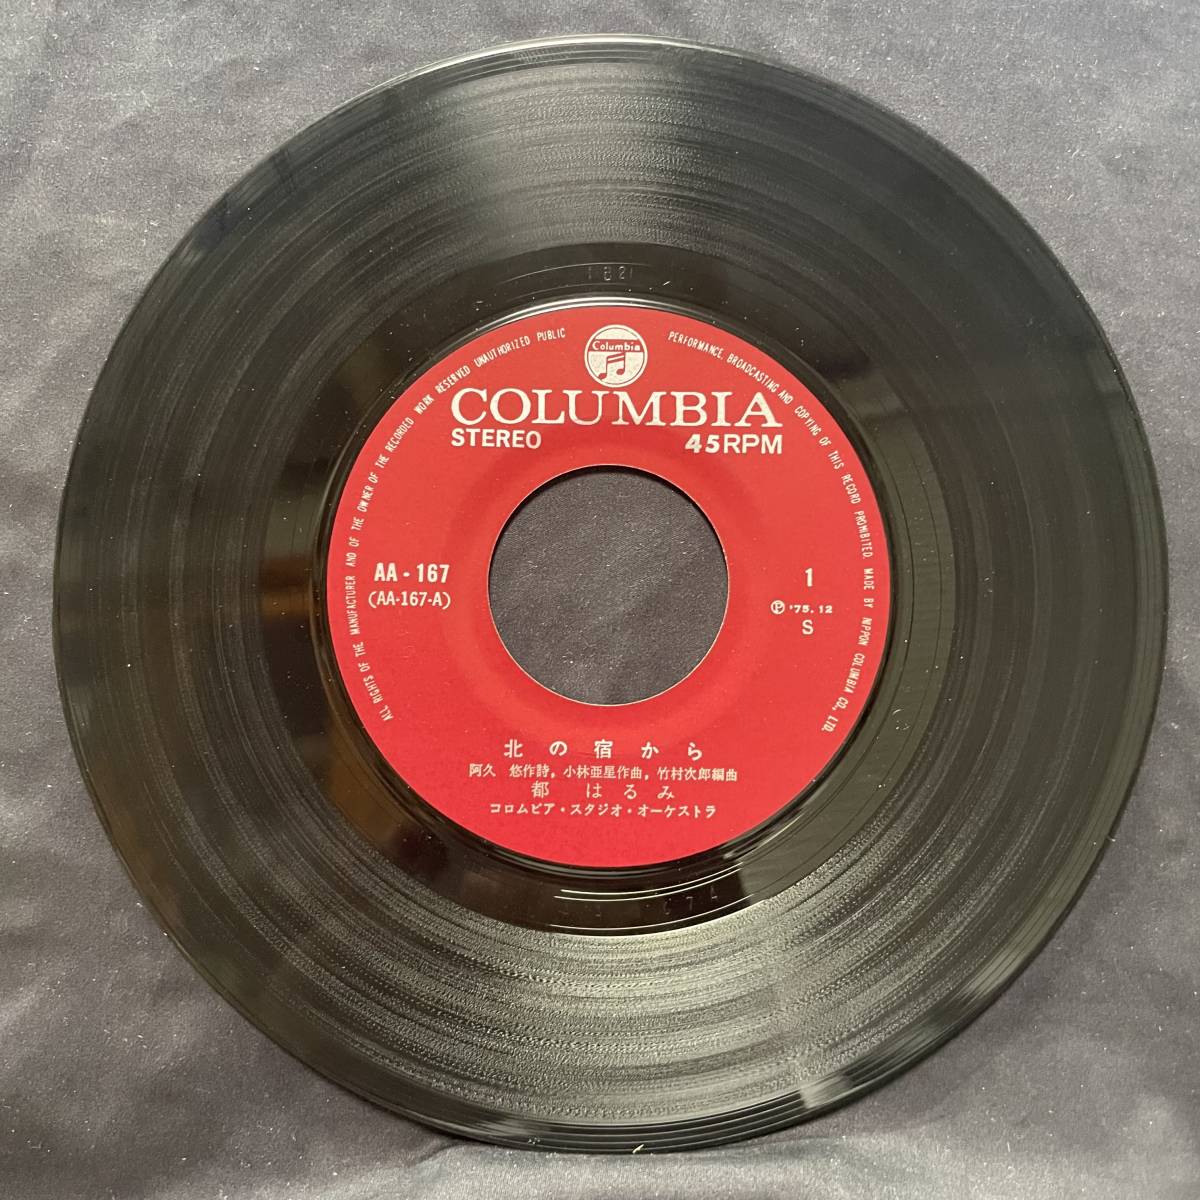 ALL RIGHTS OF THE MANUFACTURER AND OF THE OWNER OF THE RECORDED WORK RESERVED UNAUTHORIZED PUBLIC PERFORMANCE, BROADCASTING AND COPYING OF THIS RECORD PROHIBITED. MADE BY NIPPON COLUMBIA CO., LTD.
Columbia
COLUMBIA
STEREO 45RPM
AA-167
(AA-167-A)
1
Ⓟ '75.12
S
北の宿から
阿久 悠作詩, 小林亜星作曲, 竹村次郎編曲
都 はるみ
コロムビア・スタジオ・オーケストラ